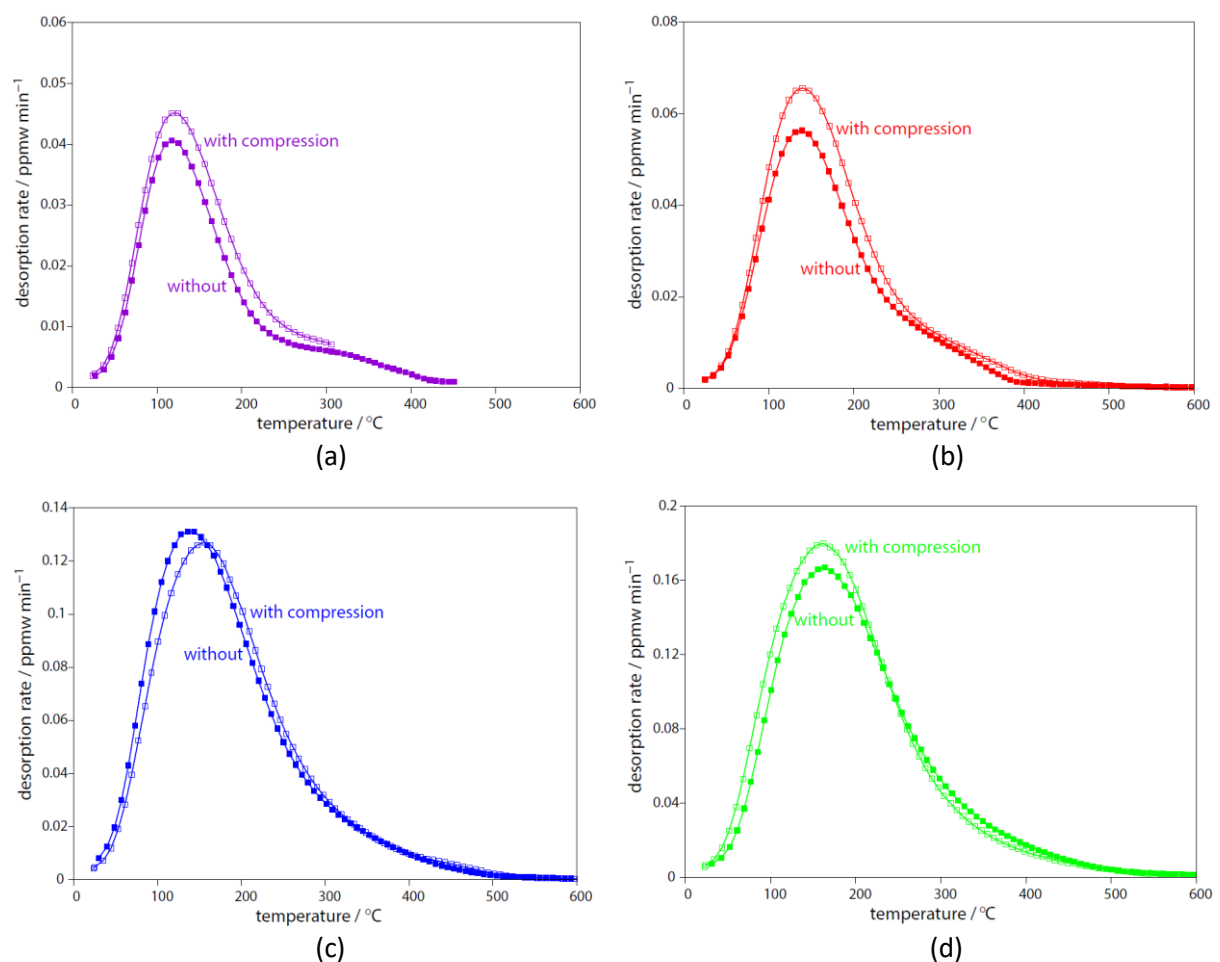 0.06
0.05
0.04
0.03
0.02
0.01
0
desorption rate / ppmw min⁻¹
with compression
without
0 100 200 300 400 500 600
temperature / °C
(a)
0.08
0.06
0.04
0.02
0
desorption rate / ppmw min⁻¹
with compression
without
0 100 200 300 400 500 600
temperature / °C
(b)
0.14
0.12
0.1
0.08
0.06
0.04
0.02
0
desorption rate / ppmw min⁻¹
with compression
without
0 100 200 300 400 500 600
temperature / °C
(c)
0.2
0.16
0.12
0.08
0.04
0
desorption rate / ppmw min⁻¹
with compression
without
0 100 200 300 400 500 600
temperature / °C
(d)